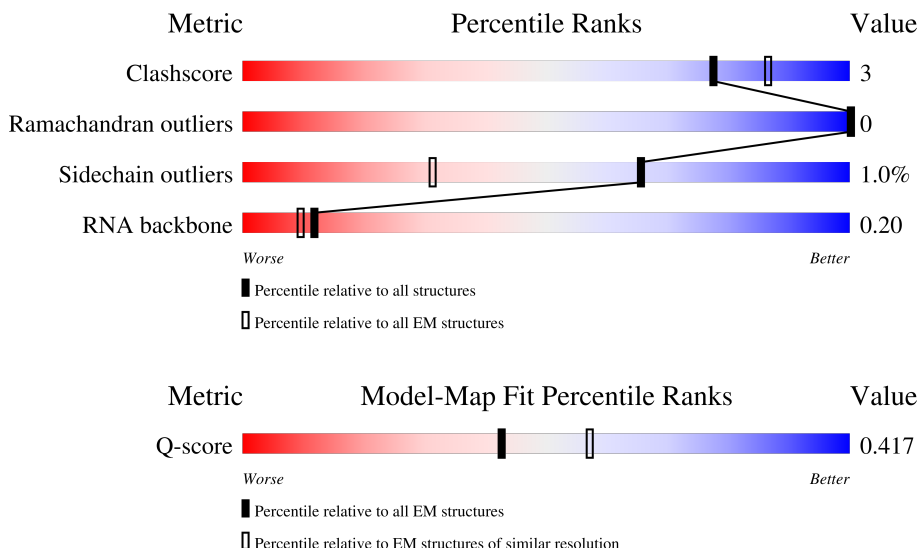 Metric Percentile Ranks Value
Clashscore 3
Ramachandran outliers 0
Sidechain outliers 1.0%
RNA backbone 0.20
Worse Better
Percentile relative to all structures
Percentile relative to all EM structures
Metric Model-Map Fit Percentile Ranks Value
Q-score 0.417
Worse Better
Percentile relative to all EM structures
Percentile relative to EM structures of similar resolution